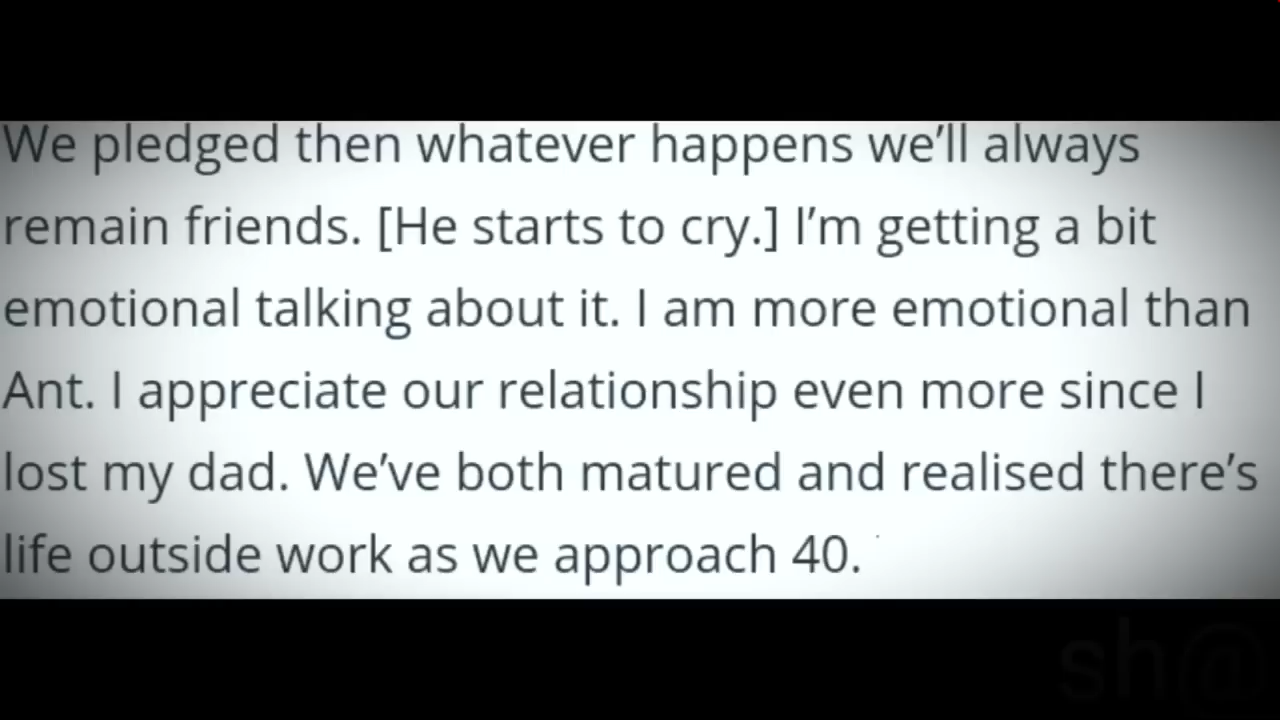 We pledged then whatever happens we’ll always
remain friends. [He starts to cry.] I’m getting a bit
emotional talking about it. I am more emotional than
Ant. I appreciate our relationship even more since I
lost my dad. We’ve both matured and realised there’s
life outside work as we approach 40.
sh@